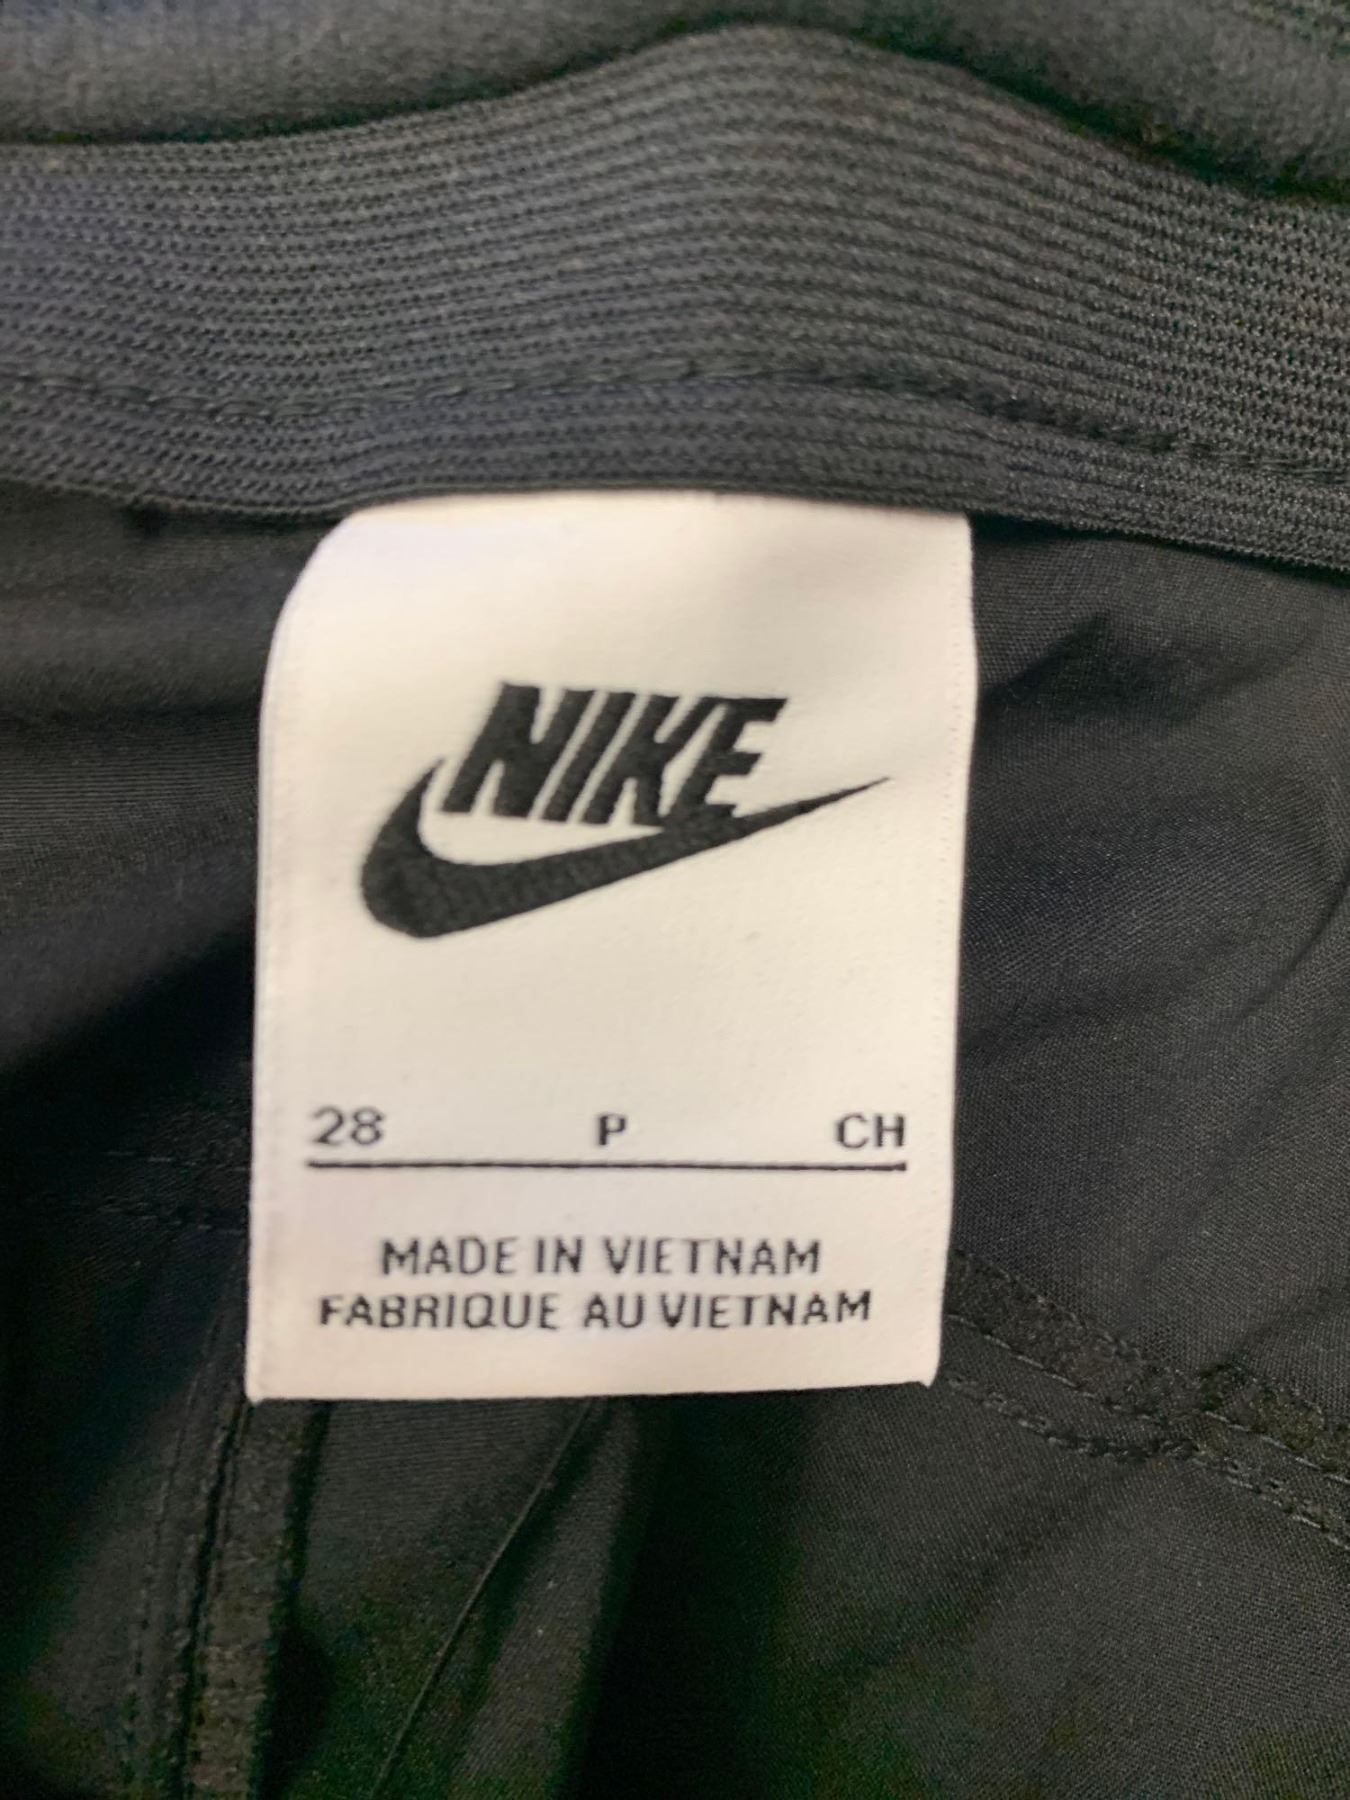 NIKE
28 P CH
MADE IN VIETNAM
FABRIQUE AU VIETNAM